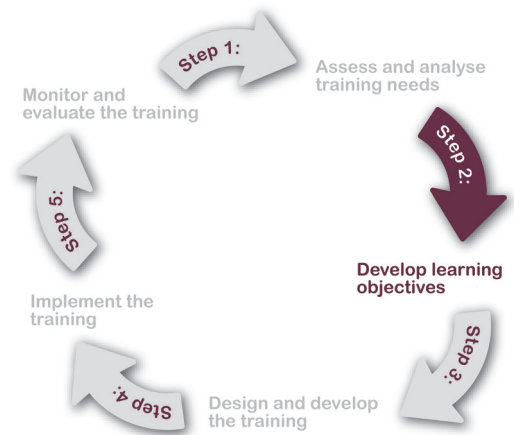 Step 1:
Assess and analyse
training needs
Step 2:
Develop learning
objectives
Step 3:
Design and develop
the training
Step 4:
Implement the
training
Step 5:
Monitor and
evaluate the training